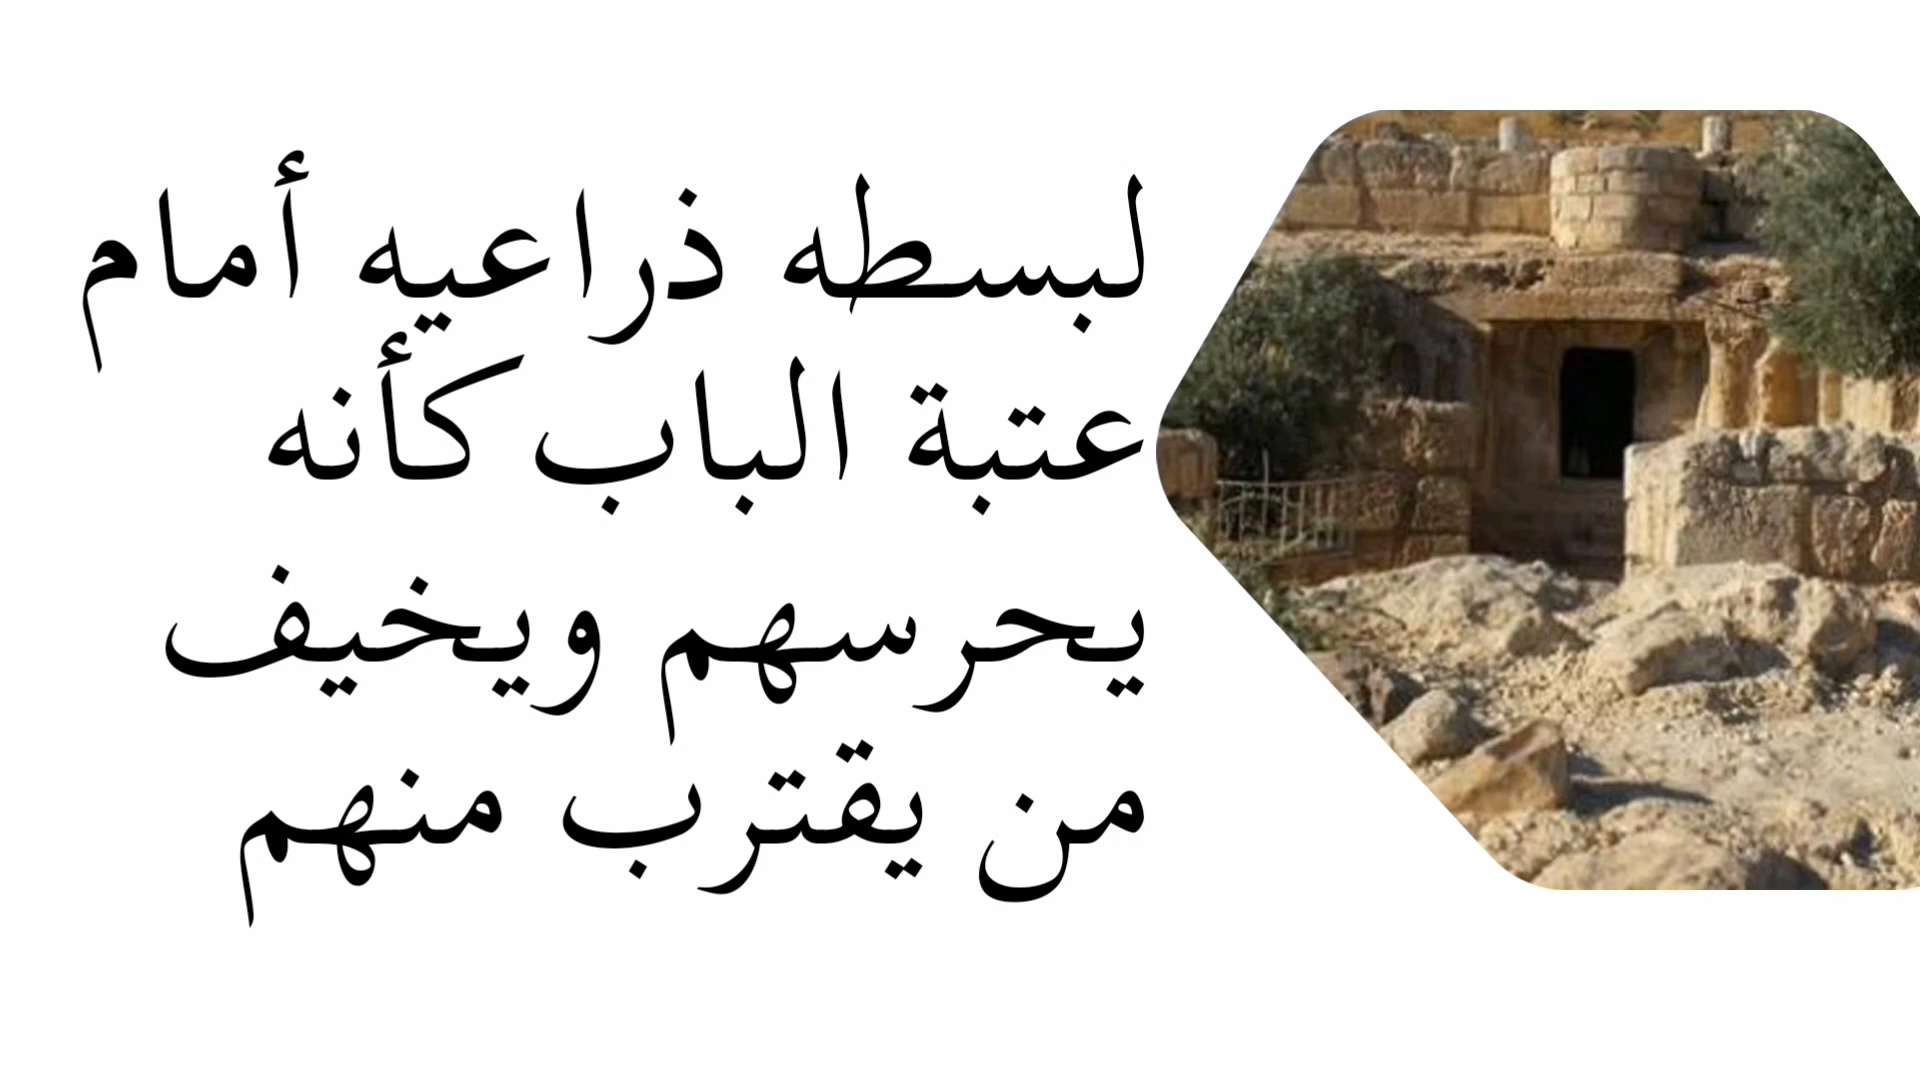 لبسطه ذراعيه أمام
عتبة الباب كأنه
يحرسهم ويخيف
من يقترب منهم